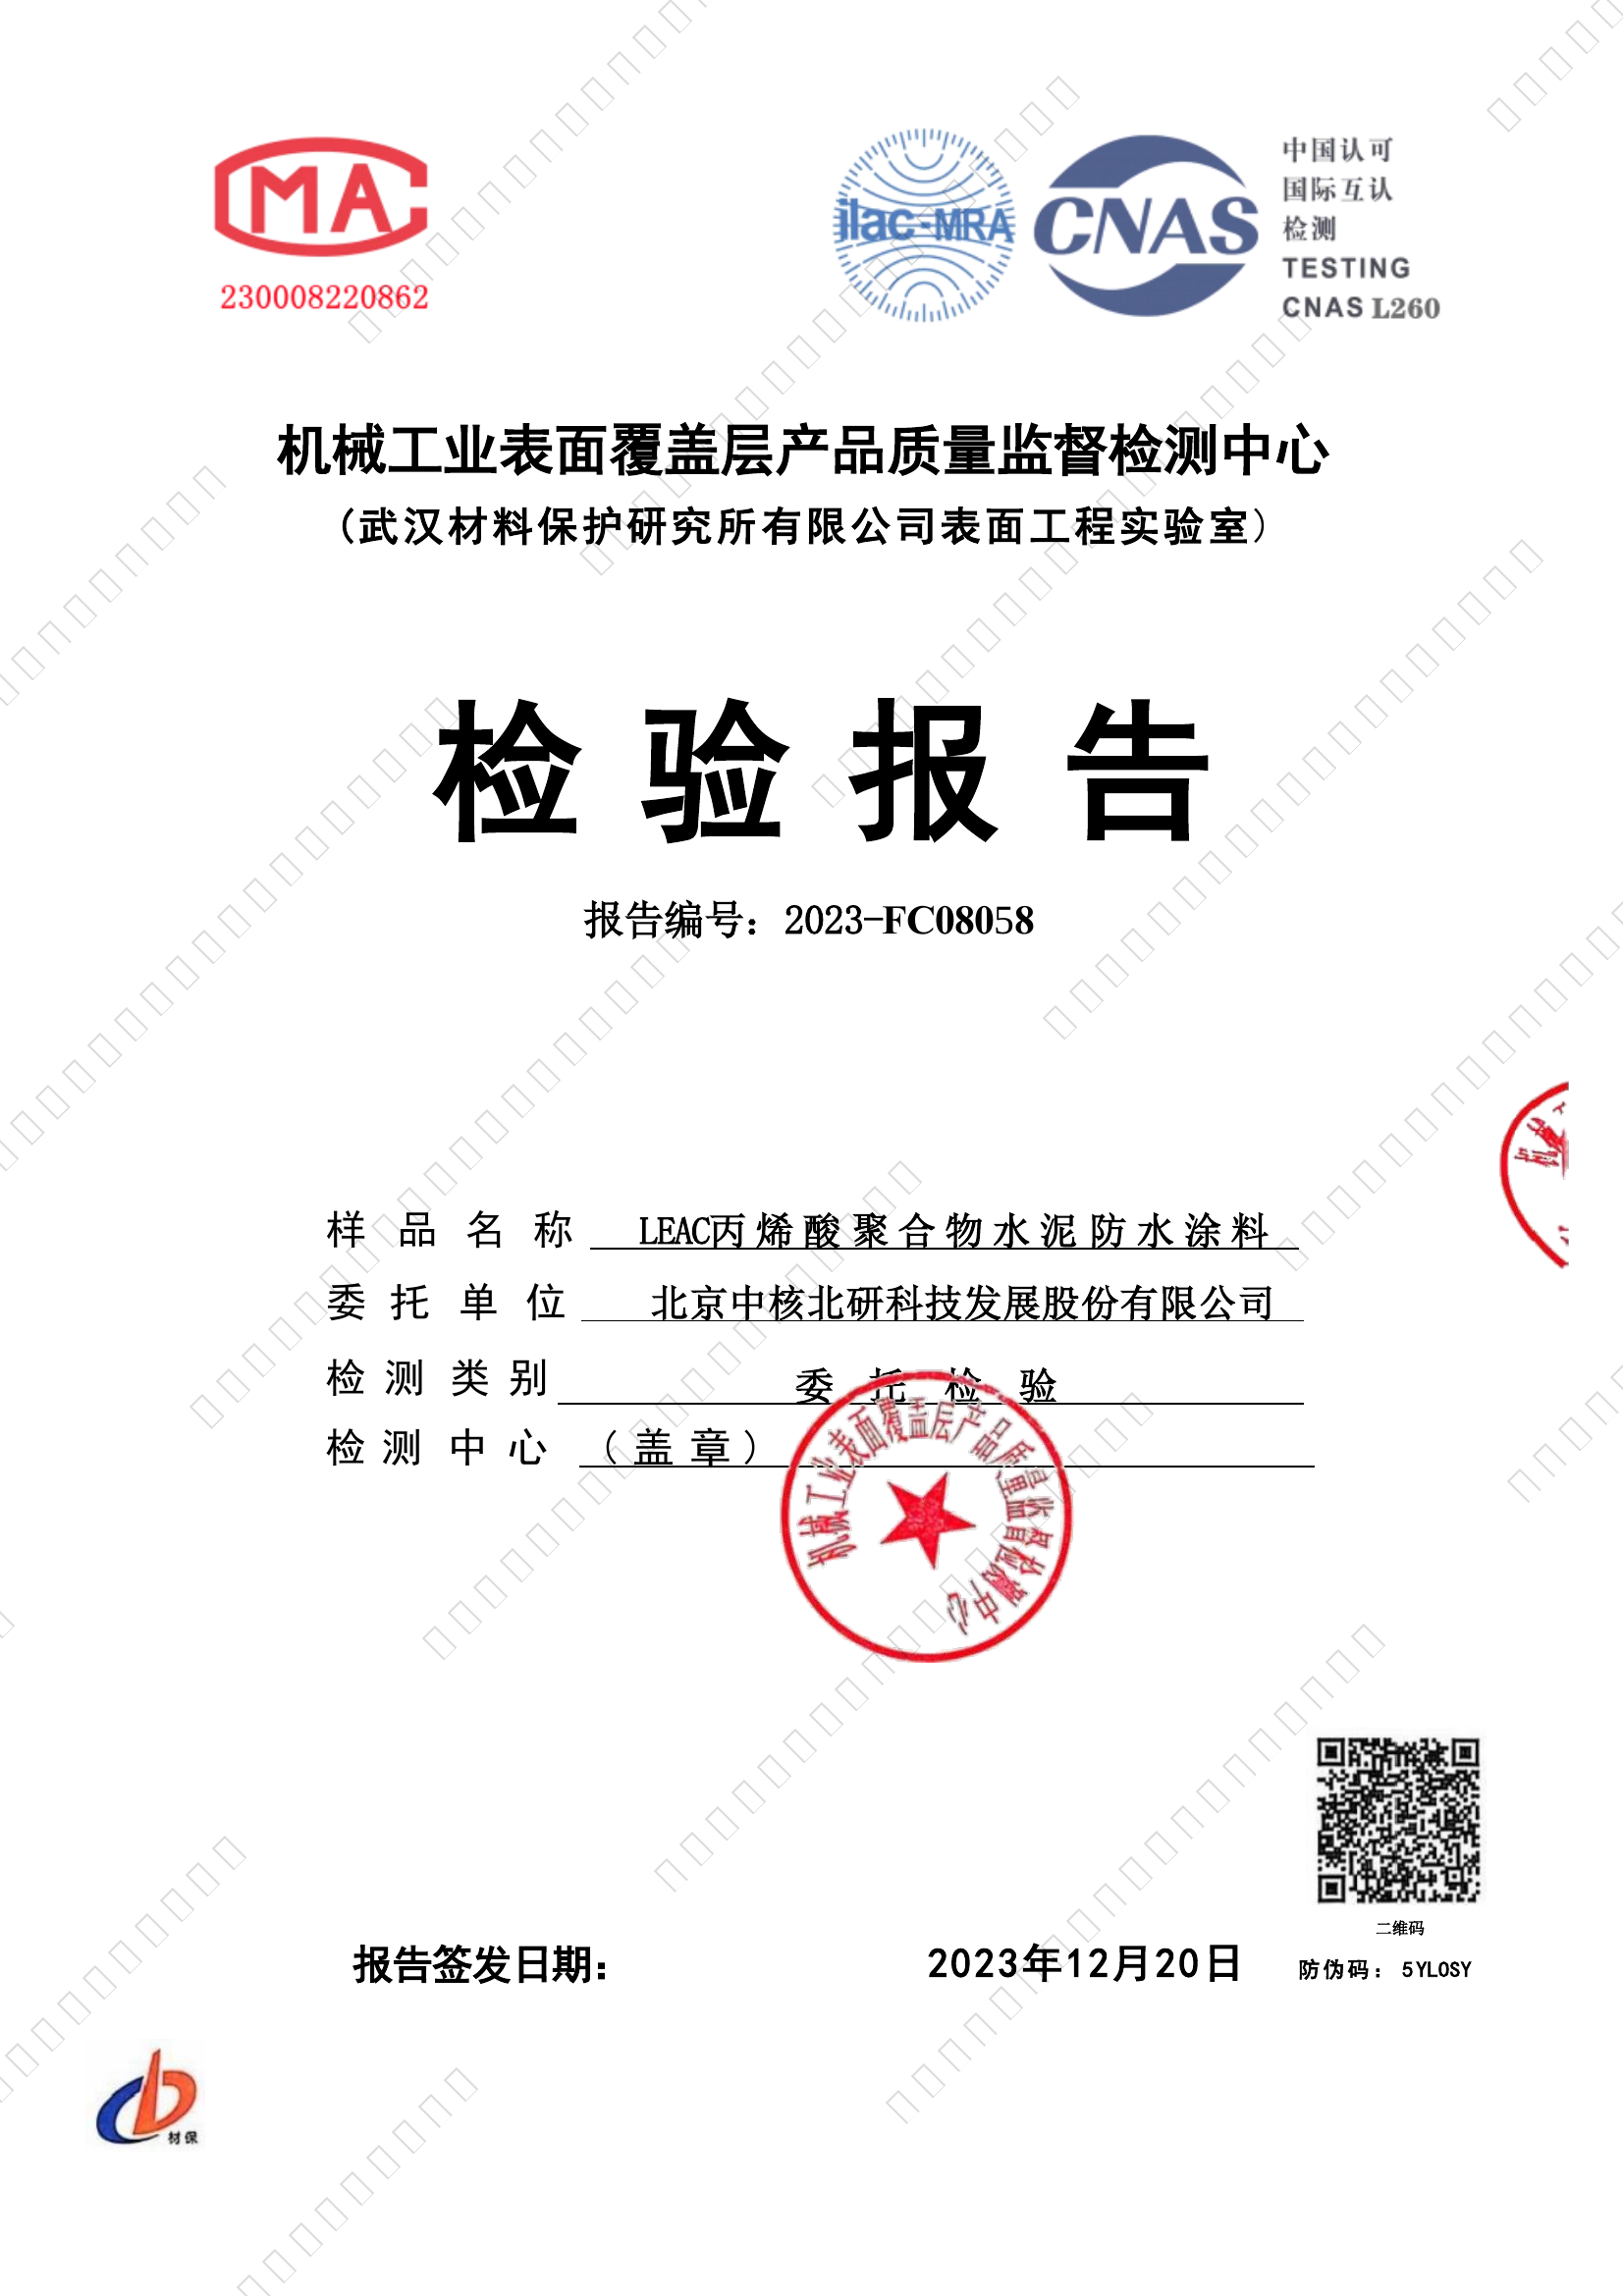 MA
230008220862
ilac-MRA
CNAS
中国认可
国际互认
检测
TESTING
CNAS L260
机械工业表面覆盖层产品质量监督检测中心
(武汉材料保护研究所有限公司表面工程实验室)
检验报告
报告编号：2023-FC08058
样品名称 LEAC丙烯酸聚合物水泥防水涂料
委托单位 北京中核北研科技发展股份有限公司
检测类别 委托检验
检测中心 (盖章)
机械工业表面覆盖层产品质量监督检测中心
二维码
报告签发日期: 2023年12月20日
防伪码: 5YLOSY
材保